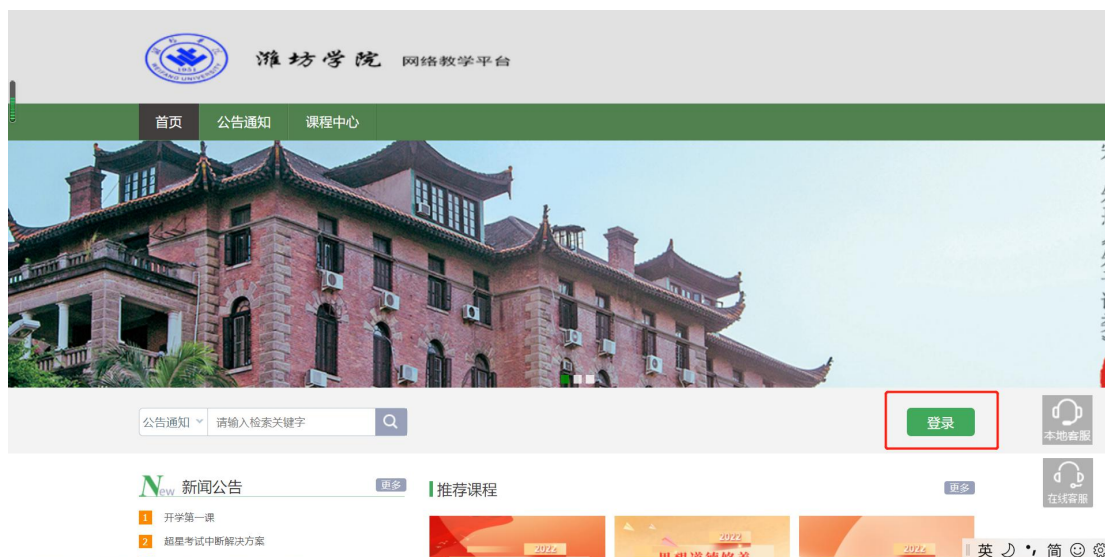 潍坊学院 网络教学平台
1951
WEIFANG UNIVERSITY
首页 公告通知 课程中心
公告通知 请输入检索关键字
登录
本地客服
在线客服
New 新闻公告 更多
推荐课程 更多
1 开学第一课
2 超星考试中断解决方案
2022
2022
2022
英 简